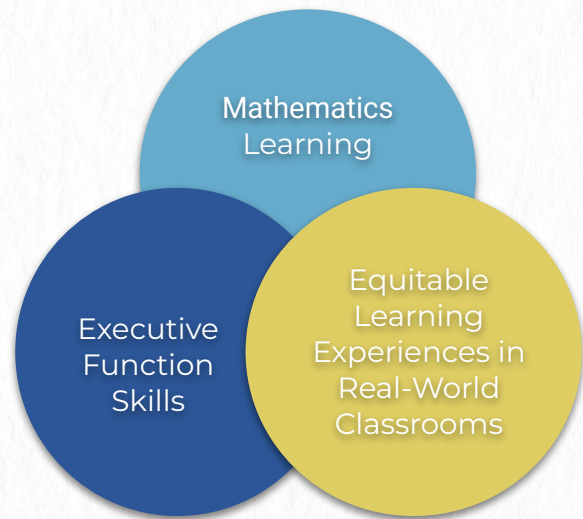 Mathematics
Learning
Executive
Function
Skills
Equitable
Learning
Experiences in
Real-World
Classrooms